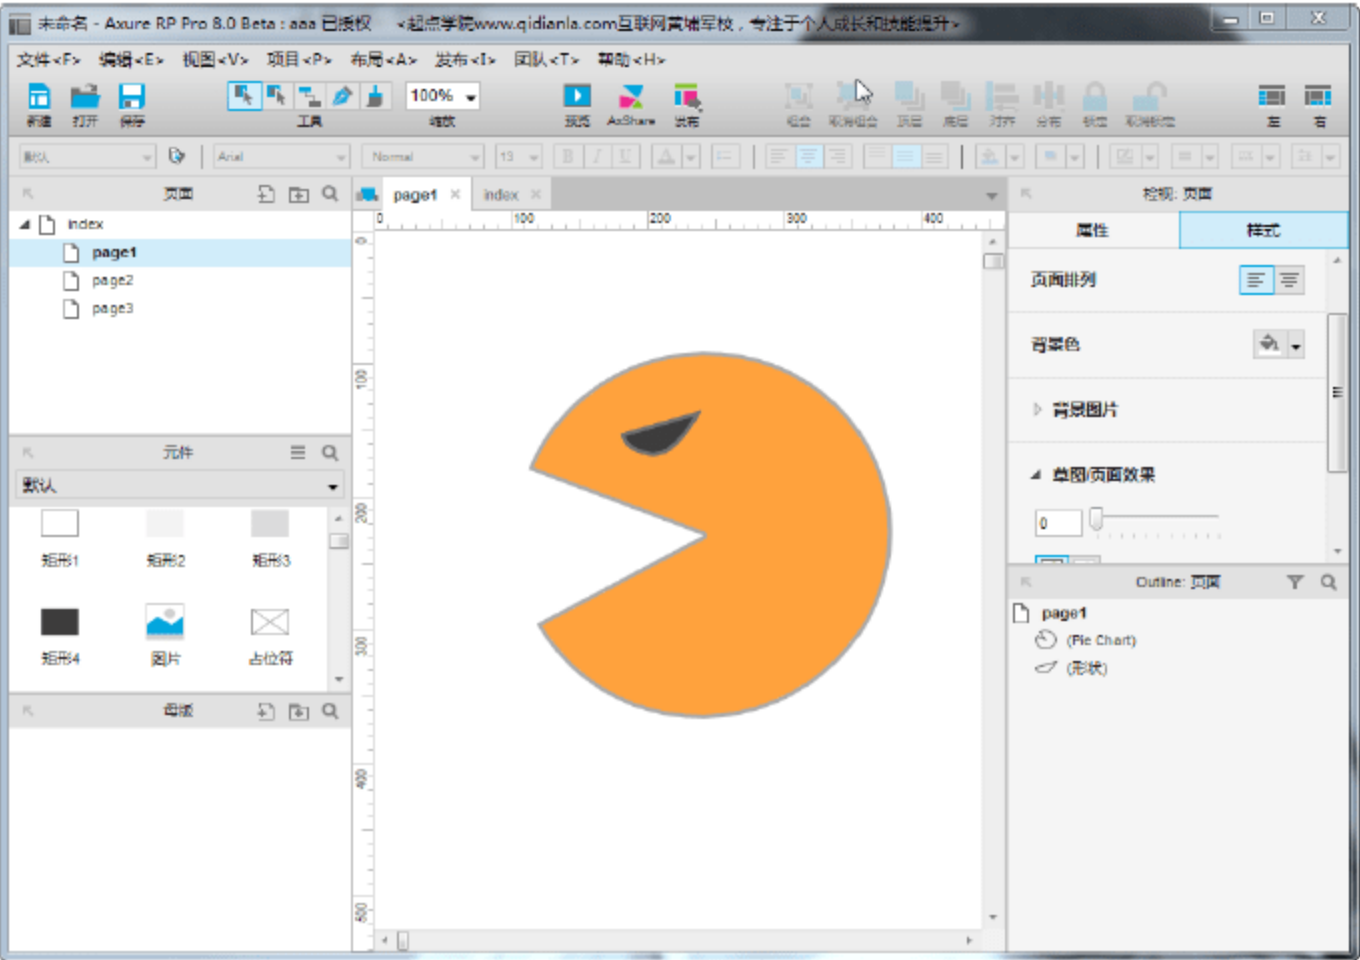 未命名 - Axure RP Pro 8.0 Beta : aaa 已授权 <起点学院www.qidianla.com互联网黄埔军校，专注于个人成长和技能提升>
文件<F> 编辑<E> 视图<V> 项目<P> 布局<A> 发布<I> 团队<T> 帮助<H>
100%
新建 打开 保存 工具 缩放 预览 AxShare 发布 组合 取消组合 顶层 底层 对齐 分布 锁定 取消锁定 左 右
默认 Arial Normal 13 B I U A
页面 page1 index 检视: 页面
0 100 200 300 400
index
page1
page2
page3
属性 样式
页面排列
背景色
背景图片
草图/页面效果
0
0
100
200
300
400
500
元件
默认
矩形1 矩形2 矩形3
矩形4 图片 占位符
母版
Outline: 页面
page1
(Pie Chart)
(形状)